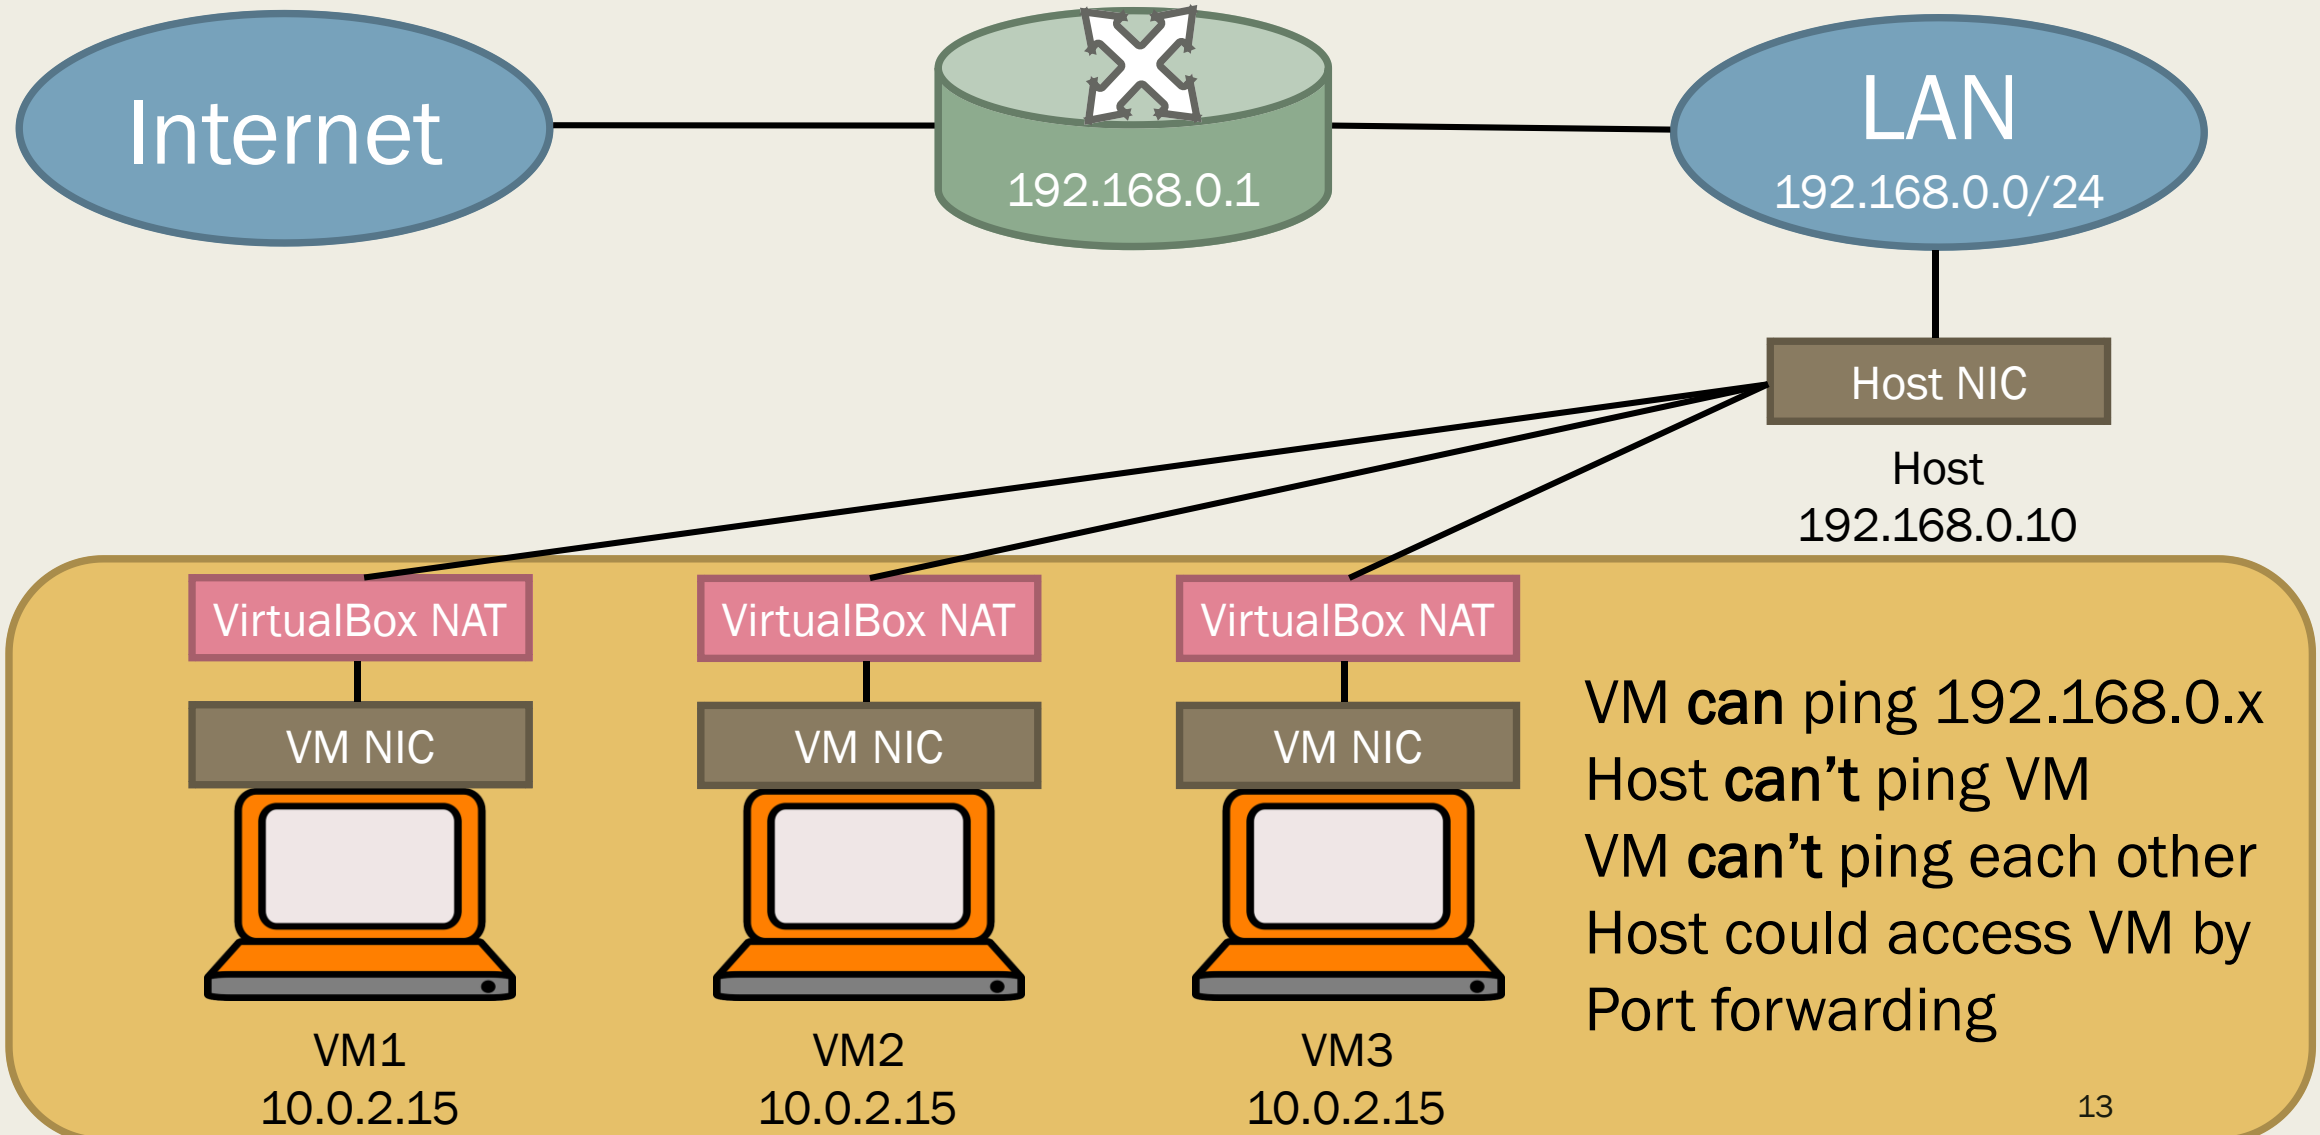 Internet
192.168.0.1
LAN
192.168.0.0/24
Host NIC
Host
192.168.0.10
VirtualBox NAT
VirtualBox NAT
VirtualBox NAT
VM NIC
VM NIC
VM NIC
VM1
10.0.2.15
VM2
10.0.2.15
VM3
10.0.2.15
VM can ping 192.168.0.x
Host can’t ping VM
VM can’t ping each other
Host could access VM by
Port forwarding
13